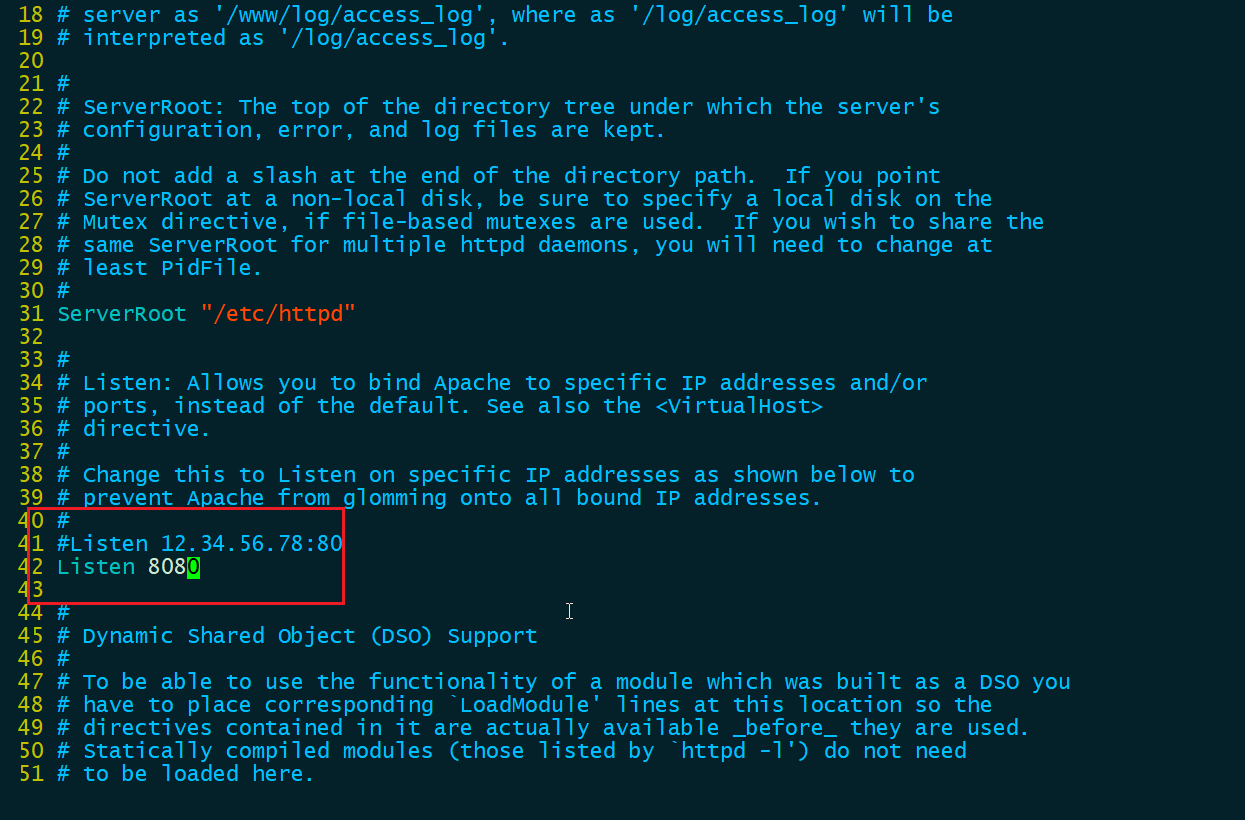 18 # server as '/www/log/access_log', where as '/log/access_log' will be
19 # interpreted as '/log/access_log'.
20
21 #
22 # ServerRoot: The top of the directory tree under which the server's
23 # configuration, error, and log files are kept.
24 #
25 # Do not add a slash at the end of the directory path.  If you point
26 # ServerRoot at a non-local disk, be sure to specify a local disk on the
27 # Mutex directive, if file-based mutexes are used.  If you wish to share the
28 # same ServerRoot for multiple httpd daemons, you will need to change at
29 # least PidFile.
30 #
31 ServerRoot "/etc/httpd"
32
33 #
34 # Listen: Allows you to bind Apache to specific IP addresses and/or
35 # ports, instead of the default. See also the <VirtualHost>
36 # directive.
37 #
38 # Change this to Listen on specific IP addresses as shown below to
39 # prevent Apache from glomming onto all bound IP addresses.
40 #
41 #Listen 12.34.56.78:80
42 Listen 8080
43
44 #
45 # Dynamic Shared Object (DSO) Support
46 #
47 # To be able to use the functionality of a module which was built as a DSO you
48 # have to place corresponding `LoadModule' lines at this location so the
49 # directives contained in it are actually available _before_ they are used.
50 # Statically compiled modules (those listed by `httpd -l') do not need
51 # to be loaded here.